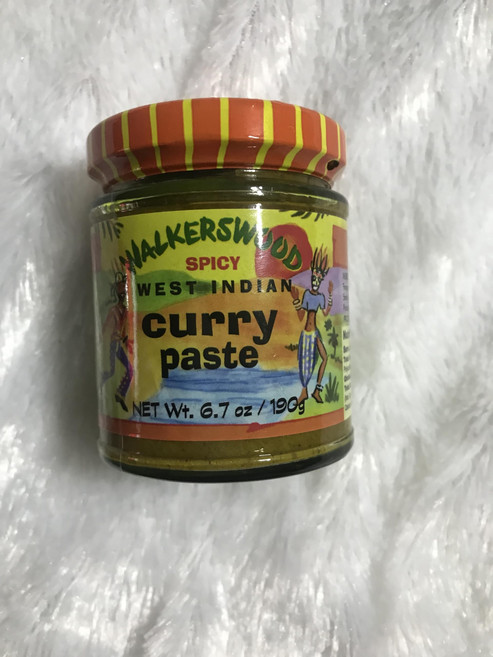 WALKERSWOOD
SPICY
WEST INDIAN
curry
paste
NET Wt. 6.7 oz / 190g